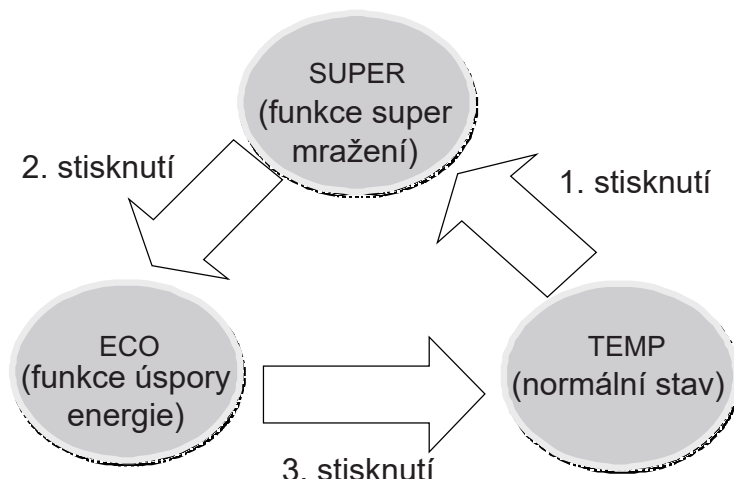 SUPER
(funkce super
mražení)
2. stisknutí
1. stisknutí
ECO
(funkce úspory
energie)
TEMP
(normální stav)
3. stisknutí